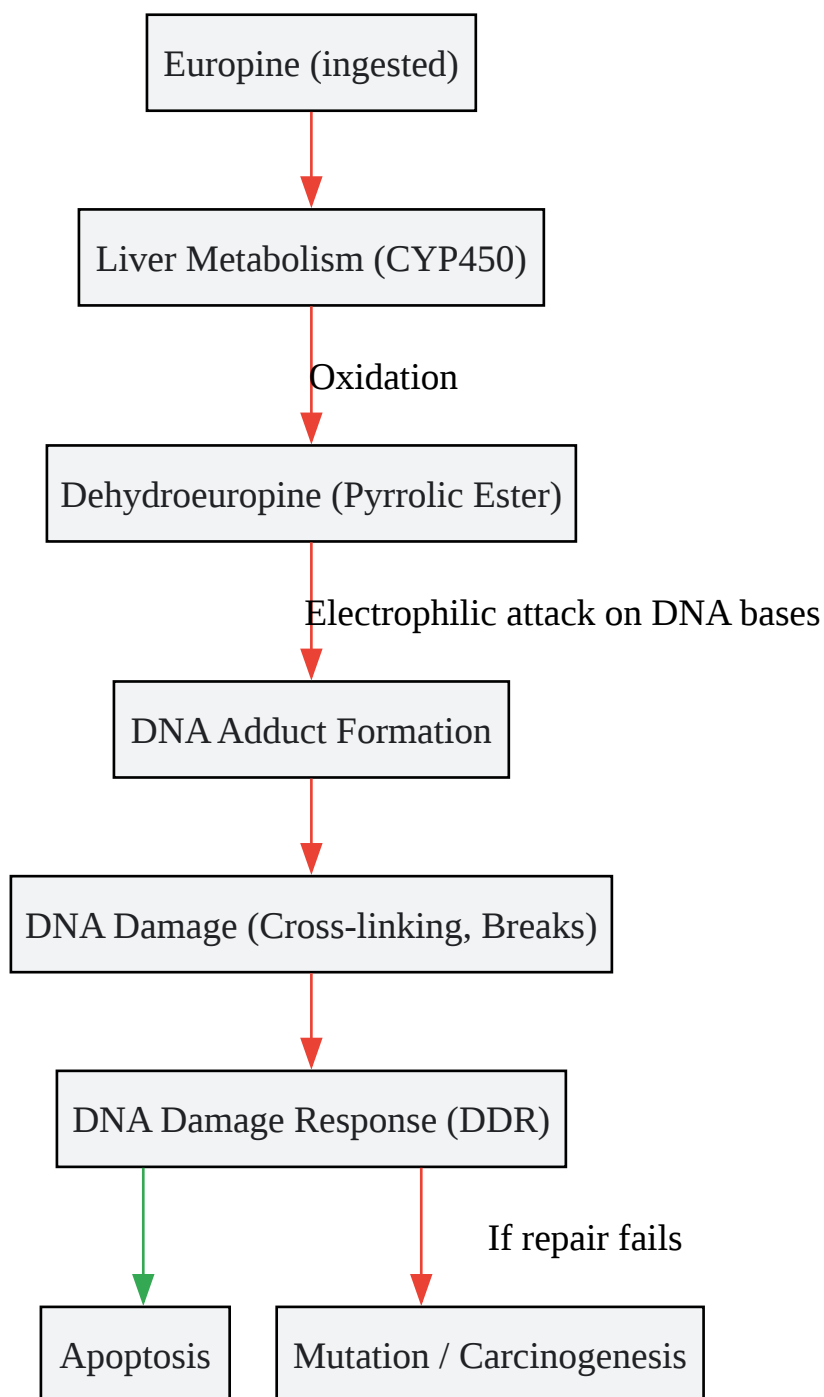 Europine (ingested)
Liver Metabolism (CYP450)
Oxidation
Dehydroeuropine (Pyrrolic Ester)
Electrophilic attack on DNA bases
DNA Adduct Formation
DNA Damage (Cross-linking, Breaks)
DNA Damage Response (DDR)
If repair fails
Apoptosis
Mutation / Carcinogenesis